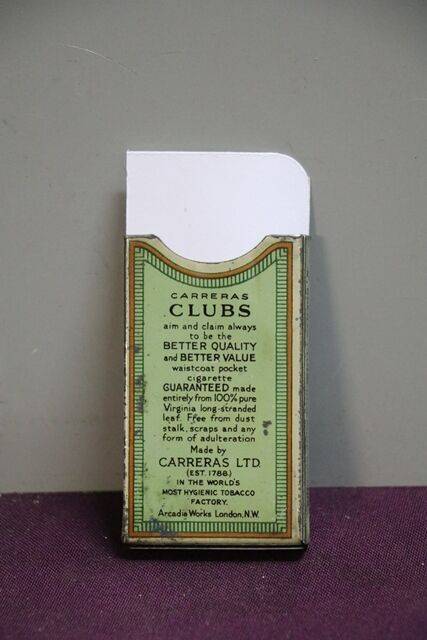 CARRERAS
CLUBS
aim and claim always
to be the
BETTER QUALITY
and BETTER VALUE
waistcoat pocket
cigarette
GUARANTEED made
entirely from 100% pure
Virginia long-stranded
leaf. Free from dust
stalk, scraps and any
form of adulteration
Made by
CARRERAS LTD.
(EST. 1788)
IN THE WORLD'S
MOST HYGIENIC TOBACCO
FACTORY.
Arcadia Works London, N.W.